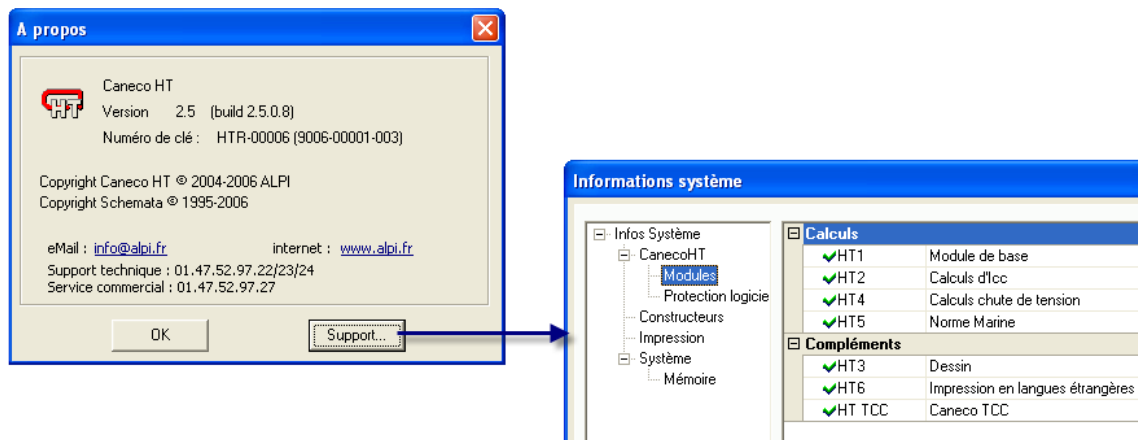 A propos
HT
Caneco HT
Version 2.5 (build 2.5.0.8)
Numéro de clé : HTR-00006 (9006-00001-003)
Copyright Caneco HT © 2004-2006 ALPI
Copyright Schemata © 1995-2006
eMail : info@alpi.fr internet : www.alpi.fr
Support technique : 01.47.52.97.22/23/24
Service commercial : 01.47.52.97.27
OK Support...
Informations système
Infos Système
CanecoHT
Modules
Protection logicie
Constructeurs
Impression
Système
Mémoire
Calculs
HT1 Module de base
HT2 Calculs d'Icc
HT4 Calculs chute de tension
HT5 Norme Marine
Compléments
HT3 Dessin
HT6 Impression en langues étrangères
HT TCC Caneco TCC